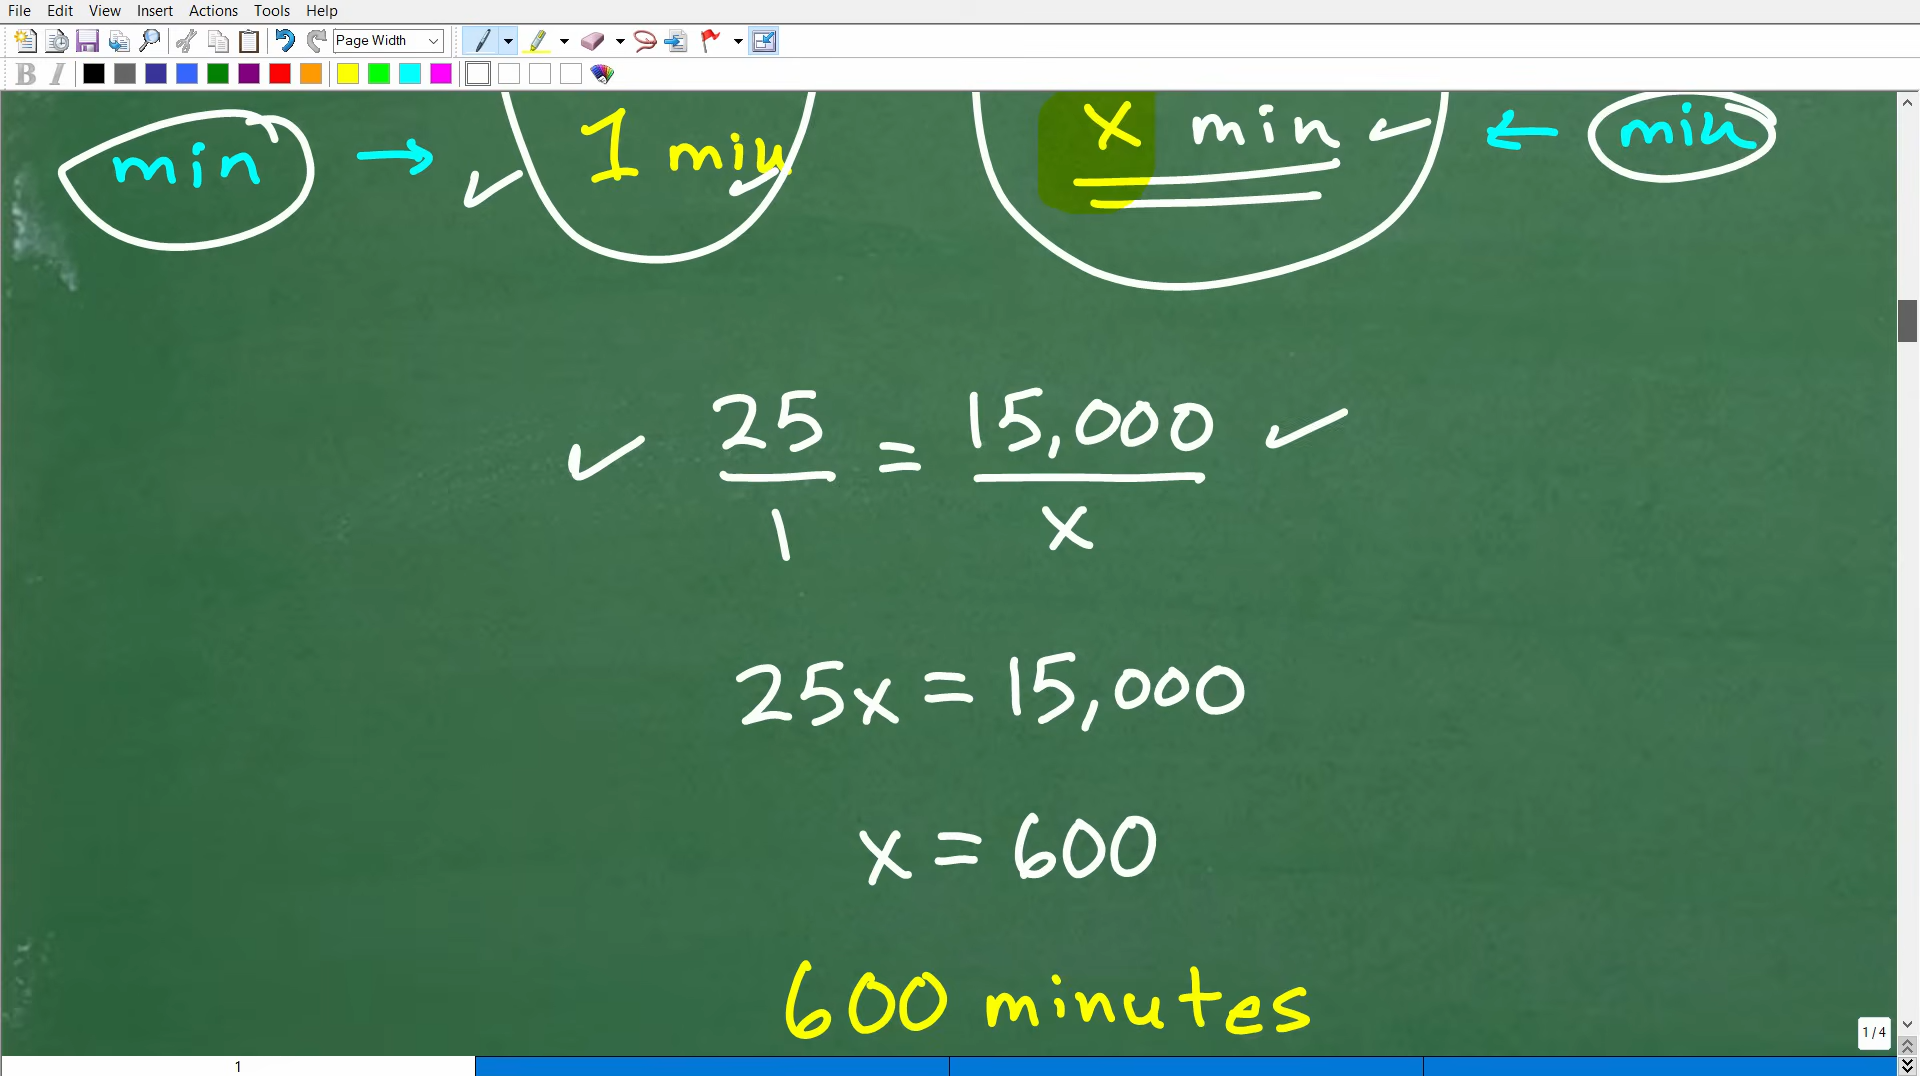 File Edit View Insert Actions Tools Help
Page Width
B I
min → 1 min x min ← min
25 = 15,000
1 x
25x = 15,000
x = 600
600 minutes
1 / 4
1